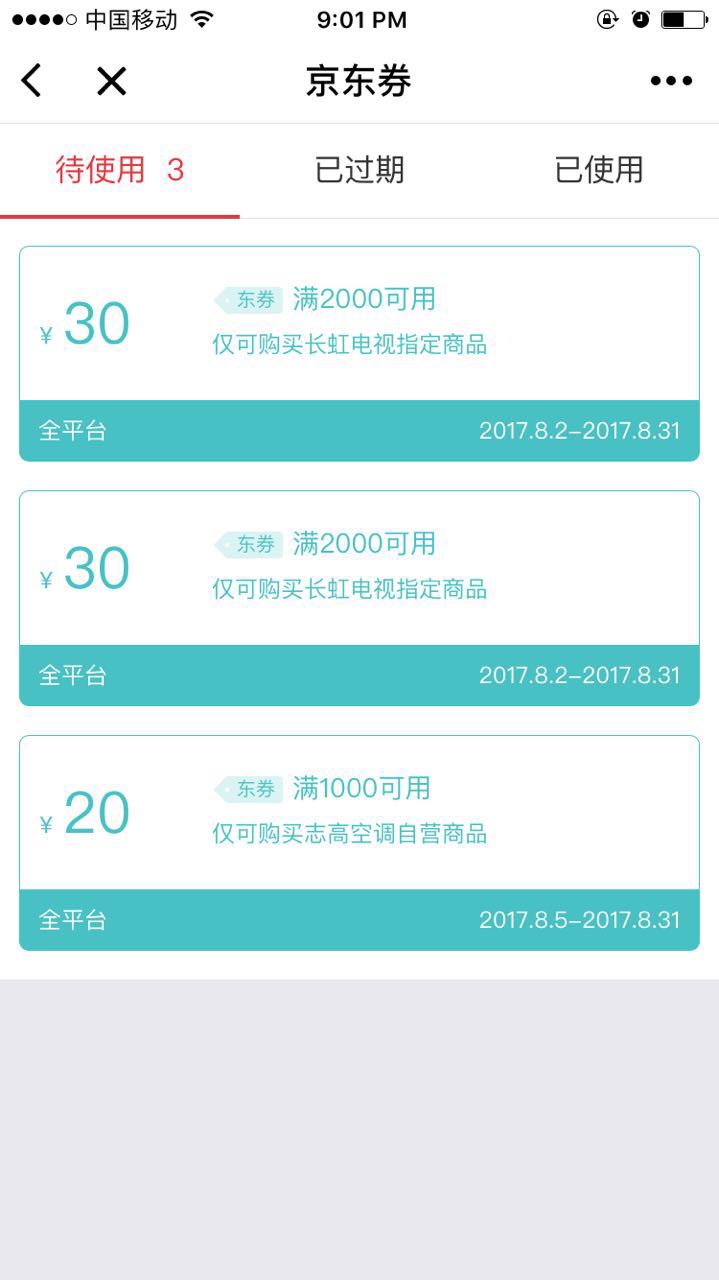 中国移动 9:01 PM
京东券
待使用 3 已过期 已使用
¥ 30 东券 满2000可用
仅可购买长虹电视指定商品
全平台 2017.8.2-2017.8.31
¥ 30 东券 满2000可用
仅可购买长虹电视指定商品
全平台 2017.8.2-2017.8.31
¥ 20 东券 满1000可用
仅可购买志高空调自营商品
全平台 2017.8.5-2017.8.31